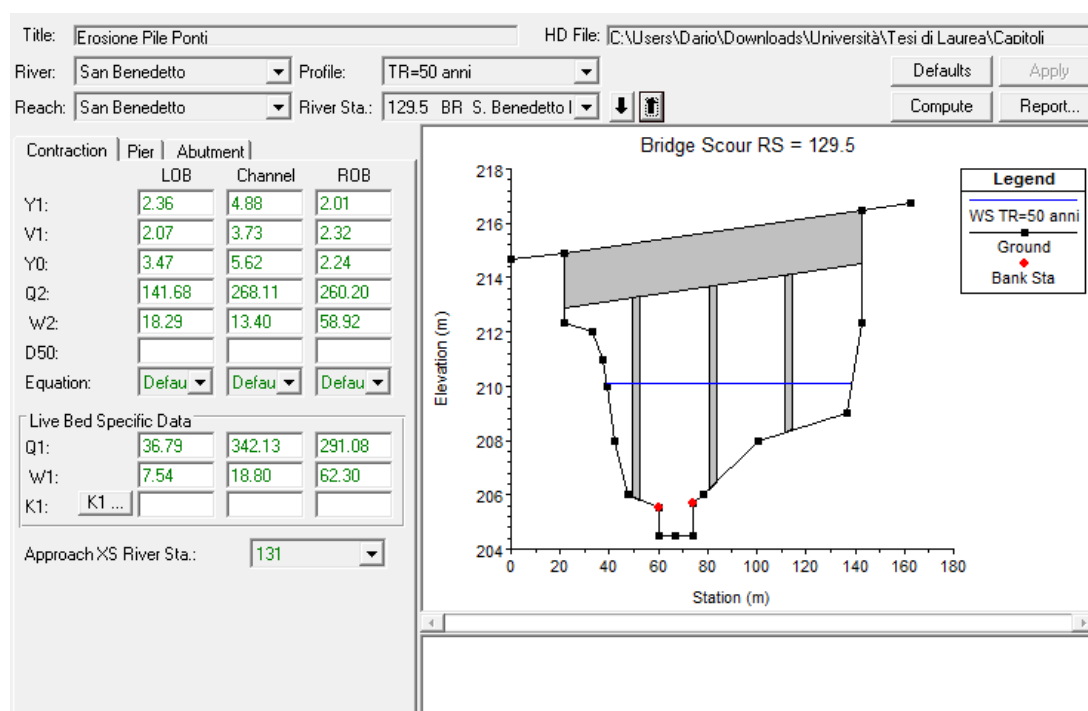 Title: Erosione Pile Ponti HD File: C:\Users\Dario\Downloads\Università\Tesi di Laurea\Capitoli
River: San Benedetto Profile: TR=50 anni Defaults Apply
Reach: San Benedetto River Sta.: 129.5 BR S. Benedetto I Compute Report...
Contraction Pier Abutment
LOB Channel ROB
Y1: 2.36 4.88 2.01
V1: 2.07 3.73 2.32
Y0: 3.47 5.62 2.24
Q2: 141.68 268.11 260.20
W2: 18.29 13.40 58.92
D50:
Equation: Defau Defau Defau
Live Bed Specific Data
Q1: 36.79 342.13 291.08
W1: 7.54 18.80 62.30
K1: K1 ...
Approach XS River Sta.: 131
Bridge Scour RS = 129.5
218
216
214
212
210
208
206
204
Elevation (m)
0 20 40 60 80 100 120 140 160 180
Station (m)
Legend
WS TR=50 anni
Ground
Bank Sta